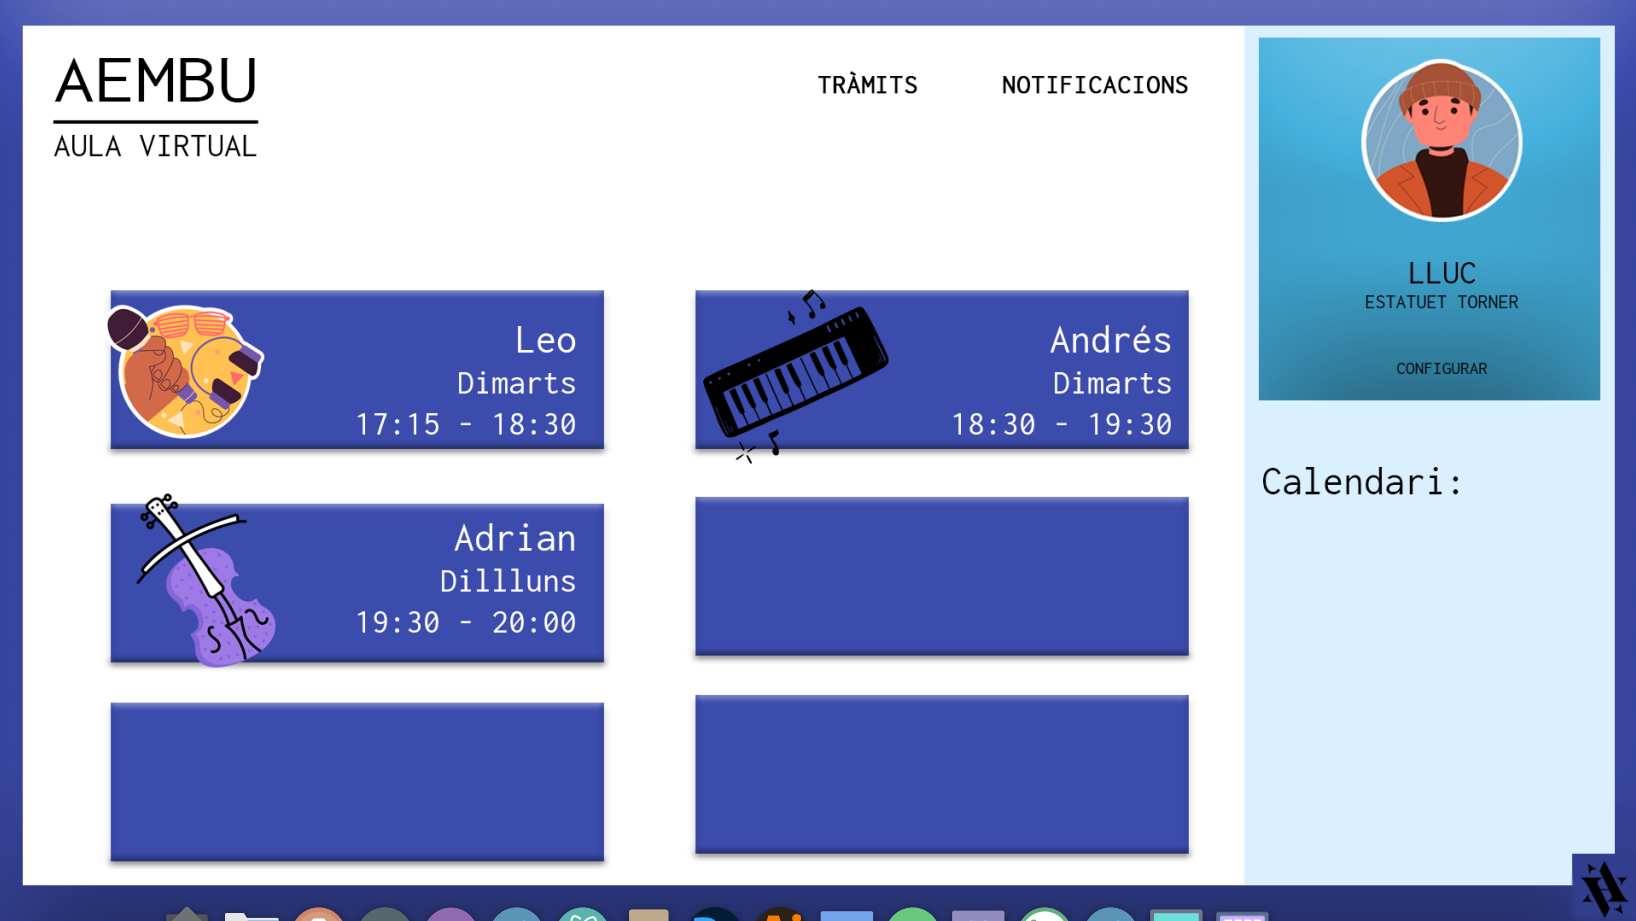 AEMBU
AULA VIRTUAL
TRÀMITS
NOTIFICACIONS
Leo
Dimarts
17:15 - 18:30
Andrés
Dimarts
18:30 - 19:30
Adrian
Dillluns
19:30 - 20:00
LLUC
ESTATUET TORNER
CONFIGURAR
Calendari: